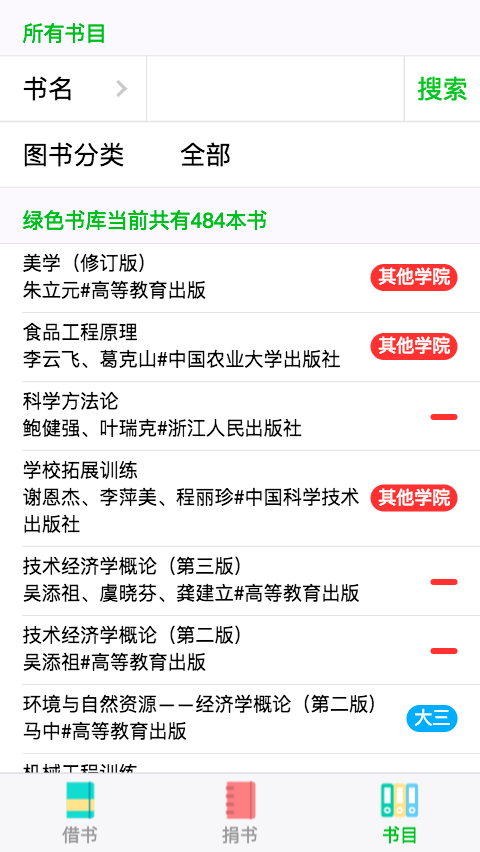 所有书目
书名
搜索
图书分类 全部
绿色书库当前共有484本书
美学（修订版）
朱立元#高等教育出版
其他学院
食品工程原理
李云飞、葛克山#中国农业大学出版社
其他学院
科学方法论
鲍健强、叶瑞克#浙江人民出版社
学校拓展训练
谢恩杰、李萍美、程丽珍#中国科学技术
出版社
其他学院
技术经济学概论（第三版）
吴添祖、虞晓芬、龚建立#高等教育出版
技术经济学概论（第二版）
吴添祖#高等教育出版
环境与自然资源——经济学概论（第二版）
马中#高等教育出版
大三
机械工程训练
借书
捐书
书目